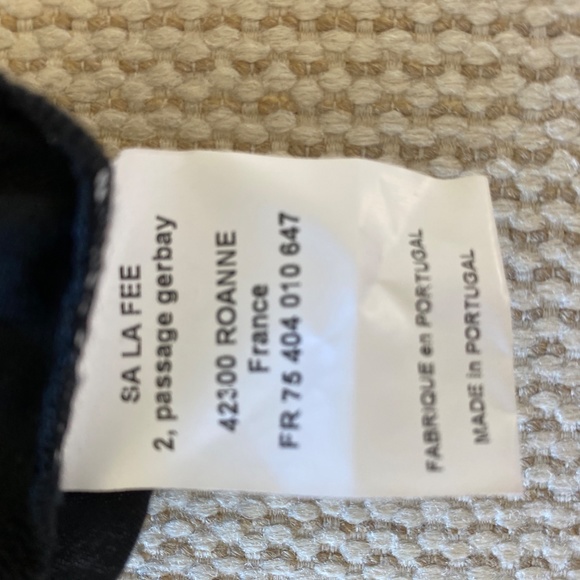 SA LA FEE
2, passage gerbay
42300 ROANNE
France
FR 75 404 010 647
FABRIQUE en PORTUGAL
MADE In PORTUGAL